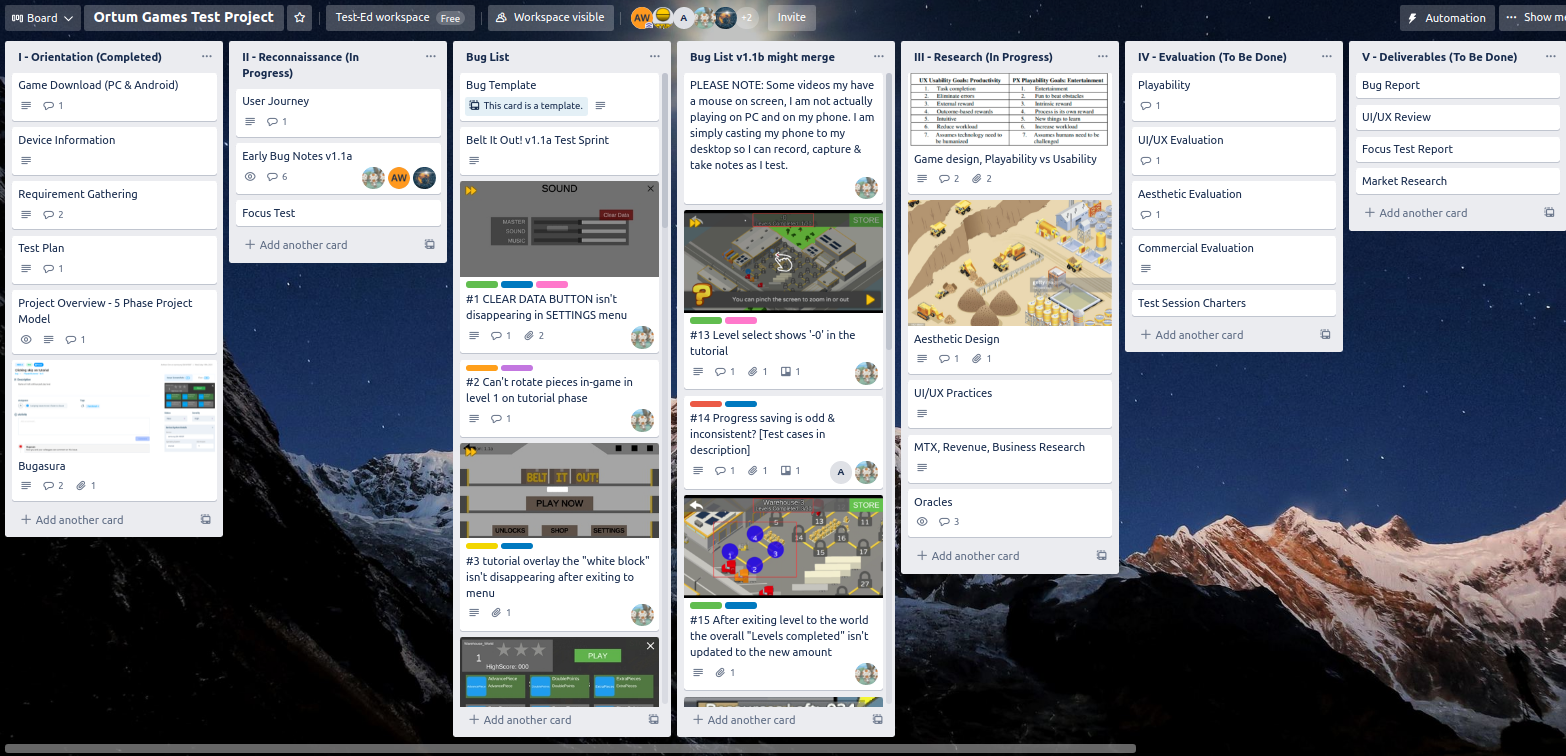 Board
Ortum Games Test Project
Test-Ed workspace
Free
Workspace visible
AW
A
+2
Invite
Automation
Show me
I - Orientation (Completed)
Game Download (PC & Android)
1
Device Information
Requirement Gathering
2
Test Plan
1
Project Overview - 5 Phase Project
Model
1
Bugasura
2
1
Add another card
II - Reconnaissance (In
Progress)
User Journey
1
Early Bug Notes v1.1a
6
AW
Focus Test
Add another card
Bug List
Bug Template
This card is a template.
Belt It Out! v1.1a Test Sprint
SOUND
Clear Data
MASTER
SOUND
MUSIC
#1 CLEAR DATA BUTTON isn't
disappearing in SETTINGS menu
1
2
#2 Can't rotate pieces in-game in
level 1 on tutorial phase
1
BELT IT OUT!
PLAY NOW
UNLOCKS
SHOP
SETTINGS
#3 tutorial overlay the "white block"
isn't disappearing after exiting to
menu
1
1
HighScore: 000
PLAY
AdvancePiece
DoublePoints
ExtraPieces
Add another card
Bug List v1.1b might merge
PLEASE NOTE: Some videos my have
a mouse on screen, I am not actually
playing on PC and on my phone. I am
simply casting my phone to my
desktop so I can record, capture &
take notes as I test.
STORE
You can pinch the screen to zoom in or out
#13 Level select shows '-0' in the
tutorial
1
1
1
#14 Progress saving is odd &
inconsistent? [Test cases in
description]
1
1
1
A
Warehouse 3
STORE
5
13
11
4
14
16
1
3
15
17
2
27
#15 After exiting level to the world
the overall "Levels completed" isn't
updated to the new amount
1
Add another card
III - Research (In Progress)
UX Usability Goals: Productivity
PX Playability Goals: Entertainment
1. Task completion
1. Entertainment
2. Eliminate errors
2. Fun to beat obstacles
3. External reward
3. Intrinsic reward
4. Outcome-based rewards
4. Process is its own reward
5. Intuitive
5. New things to learn
6. Reduce workload
6. Increase workload
7. Assumes technology need to
be humanized
7. Assumes humans need to be
challenged
Game design, Playability vs Usability
2
2
Aesthetic Design
1
1
UI/UX Practices
MTX, Revenue, Business Research
Oracles
3
Add another card
IV - Evaluation (To Be Done)
Playability
1
UI/UX Evaluation
1
Aesthetic Evaluation
1
Commercial Evaluation
Test Session Charters
Add another card
V - Deliverables (To Be Done)
Bug Report
UI/UX Review
Focus Test Report
Market Research
Add another card